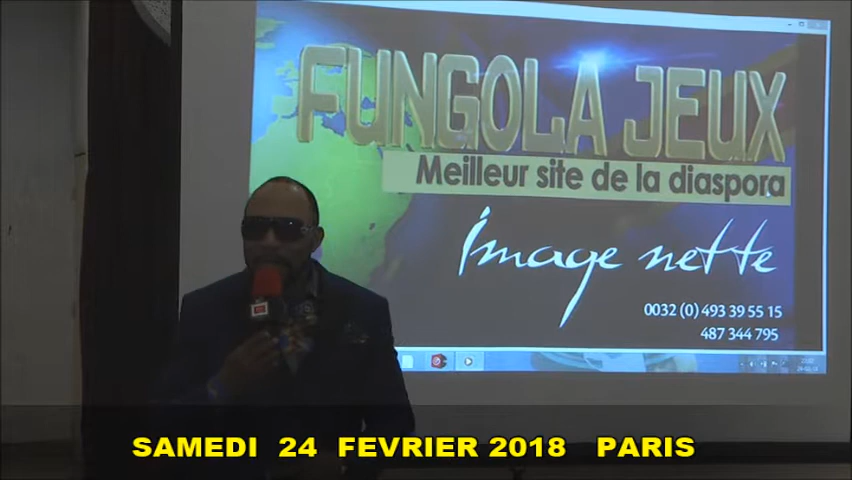 FUNGOLA JEUX
Meilleur site de la diaspora
Image nette
0032 (0) 493 39 55 15
487 344 795
SAMEDI 24 FEVRIER 2018 PARIS